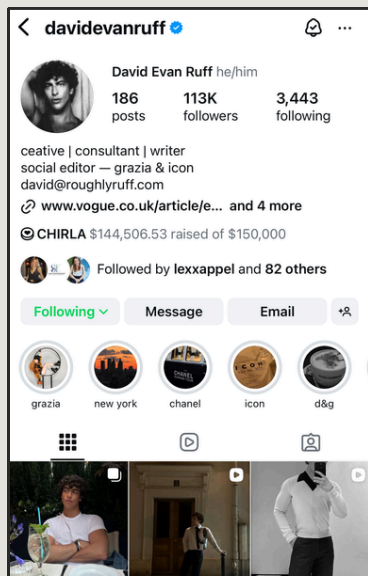 davidevanruff
David Evan Ruff he/him
186 113K 3,443
posts followers following
ceative | consultant | writer
social editor — grazia & icon
david@roughlyruff.com
www.vogue.co.uk/article/e... and 4 more
CHIRLA $144,506.53 raised of $150,000
Followed by lexxappel and 82 others
Following Message Email
CHANEL ICON
grazia new york chanel icon d&g